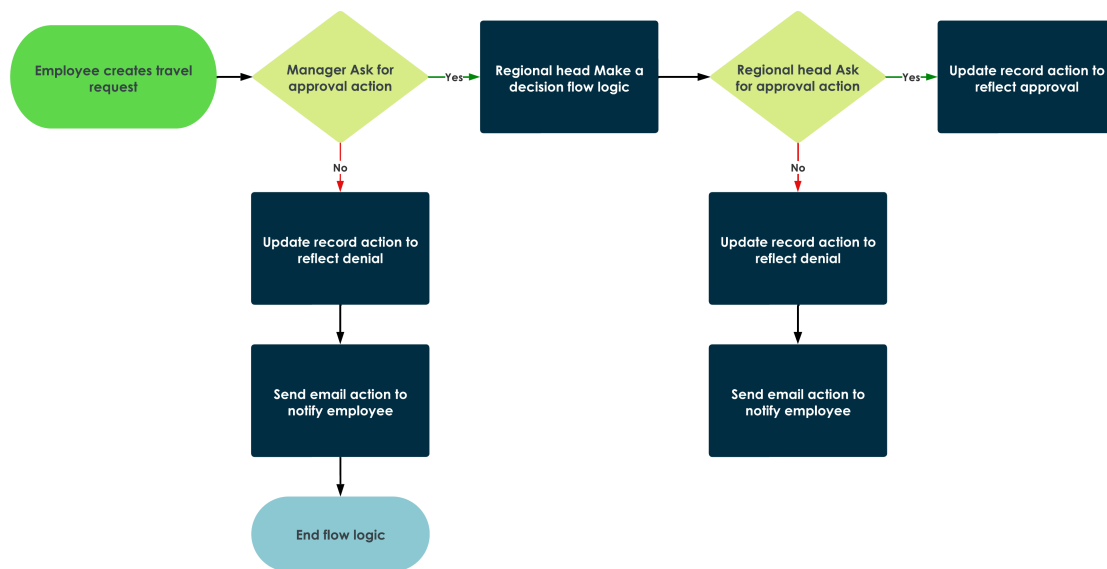 Employee creates travel
request
Manager Ask for
approval action
Yes
Regional head Make a
decision flow logic
Regional head Ask
for approval action
Yes
Update record action to
reflect approval
No
No
Update record action to
reflect denial
Update record action to
reflect denial
Send email action to
notify employee
Send email action to
notify employee
End flow logic